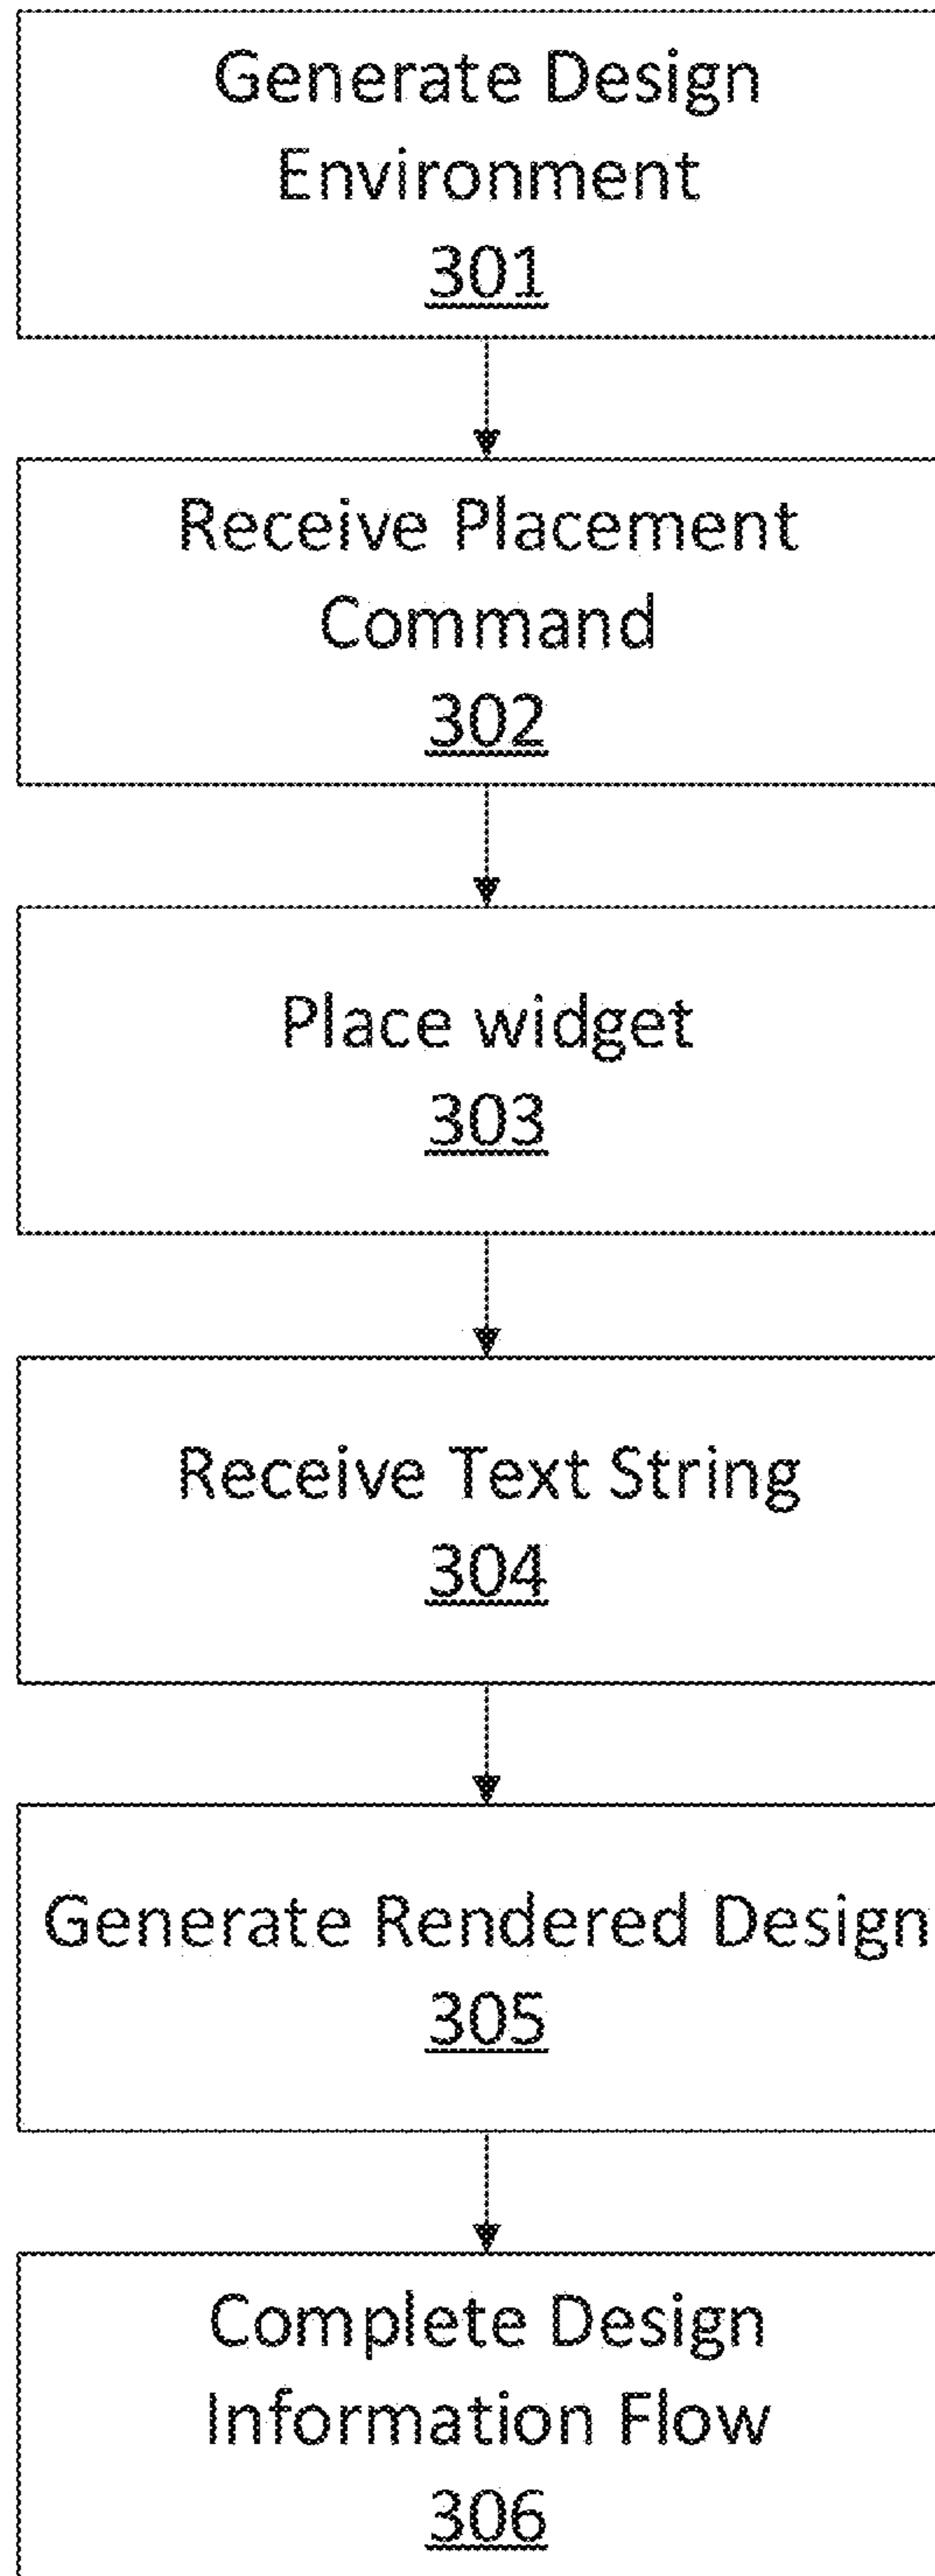 Generate Design
Environment
301
Receive Placement
Command
302
Place widget
303
Receive Text String
304
Generate Rendered Design
305
Complete Design
Information Flow
306